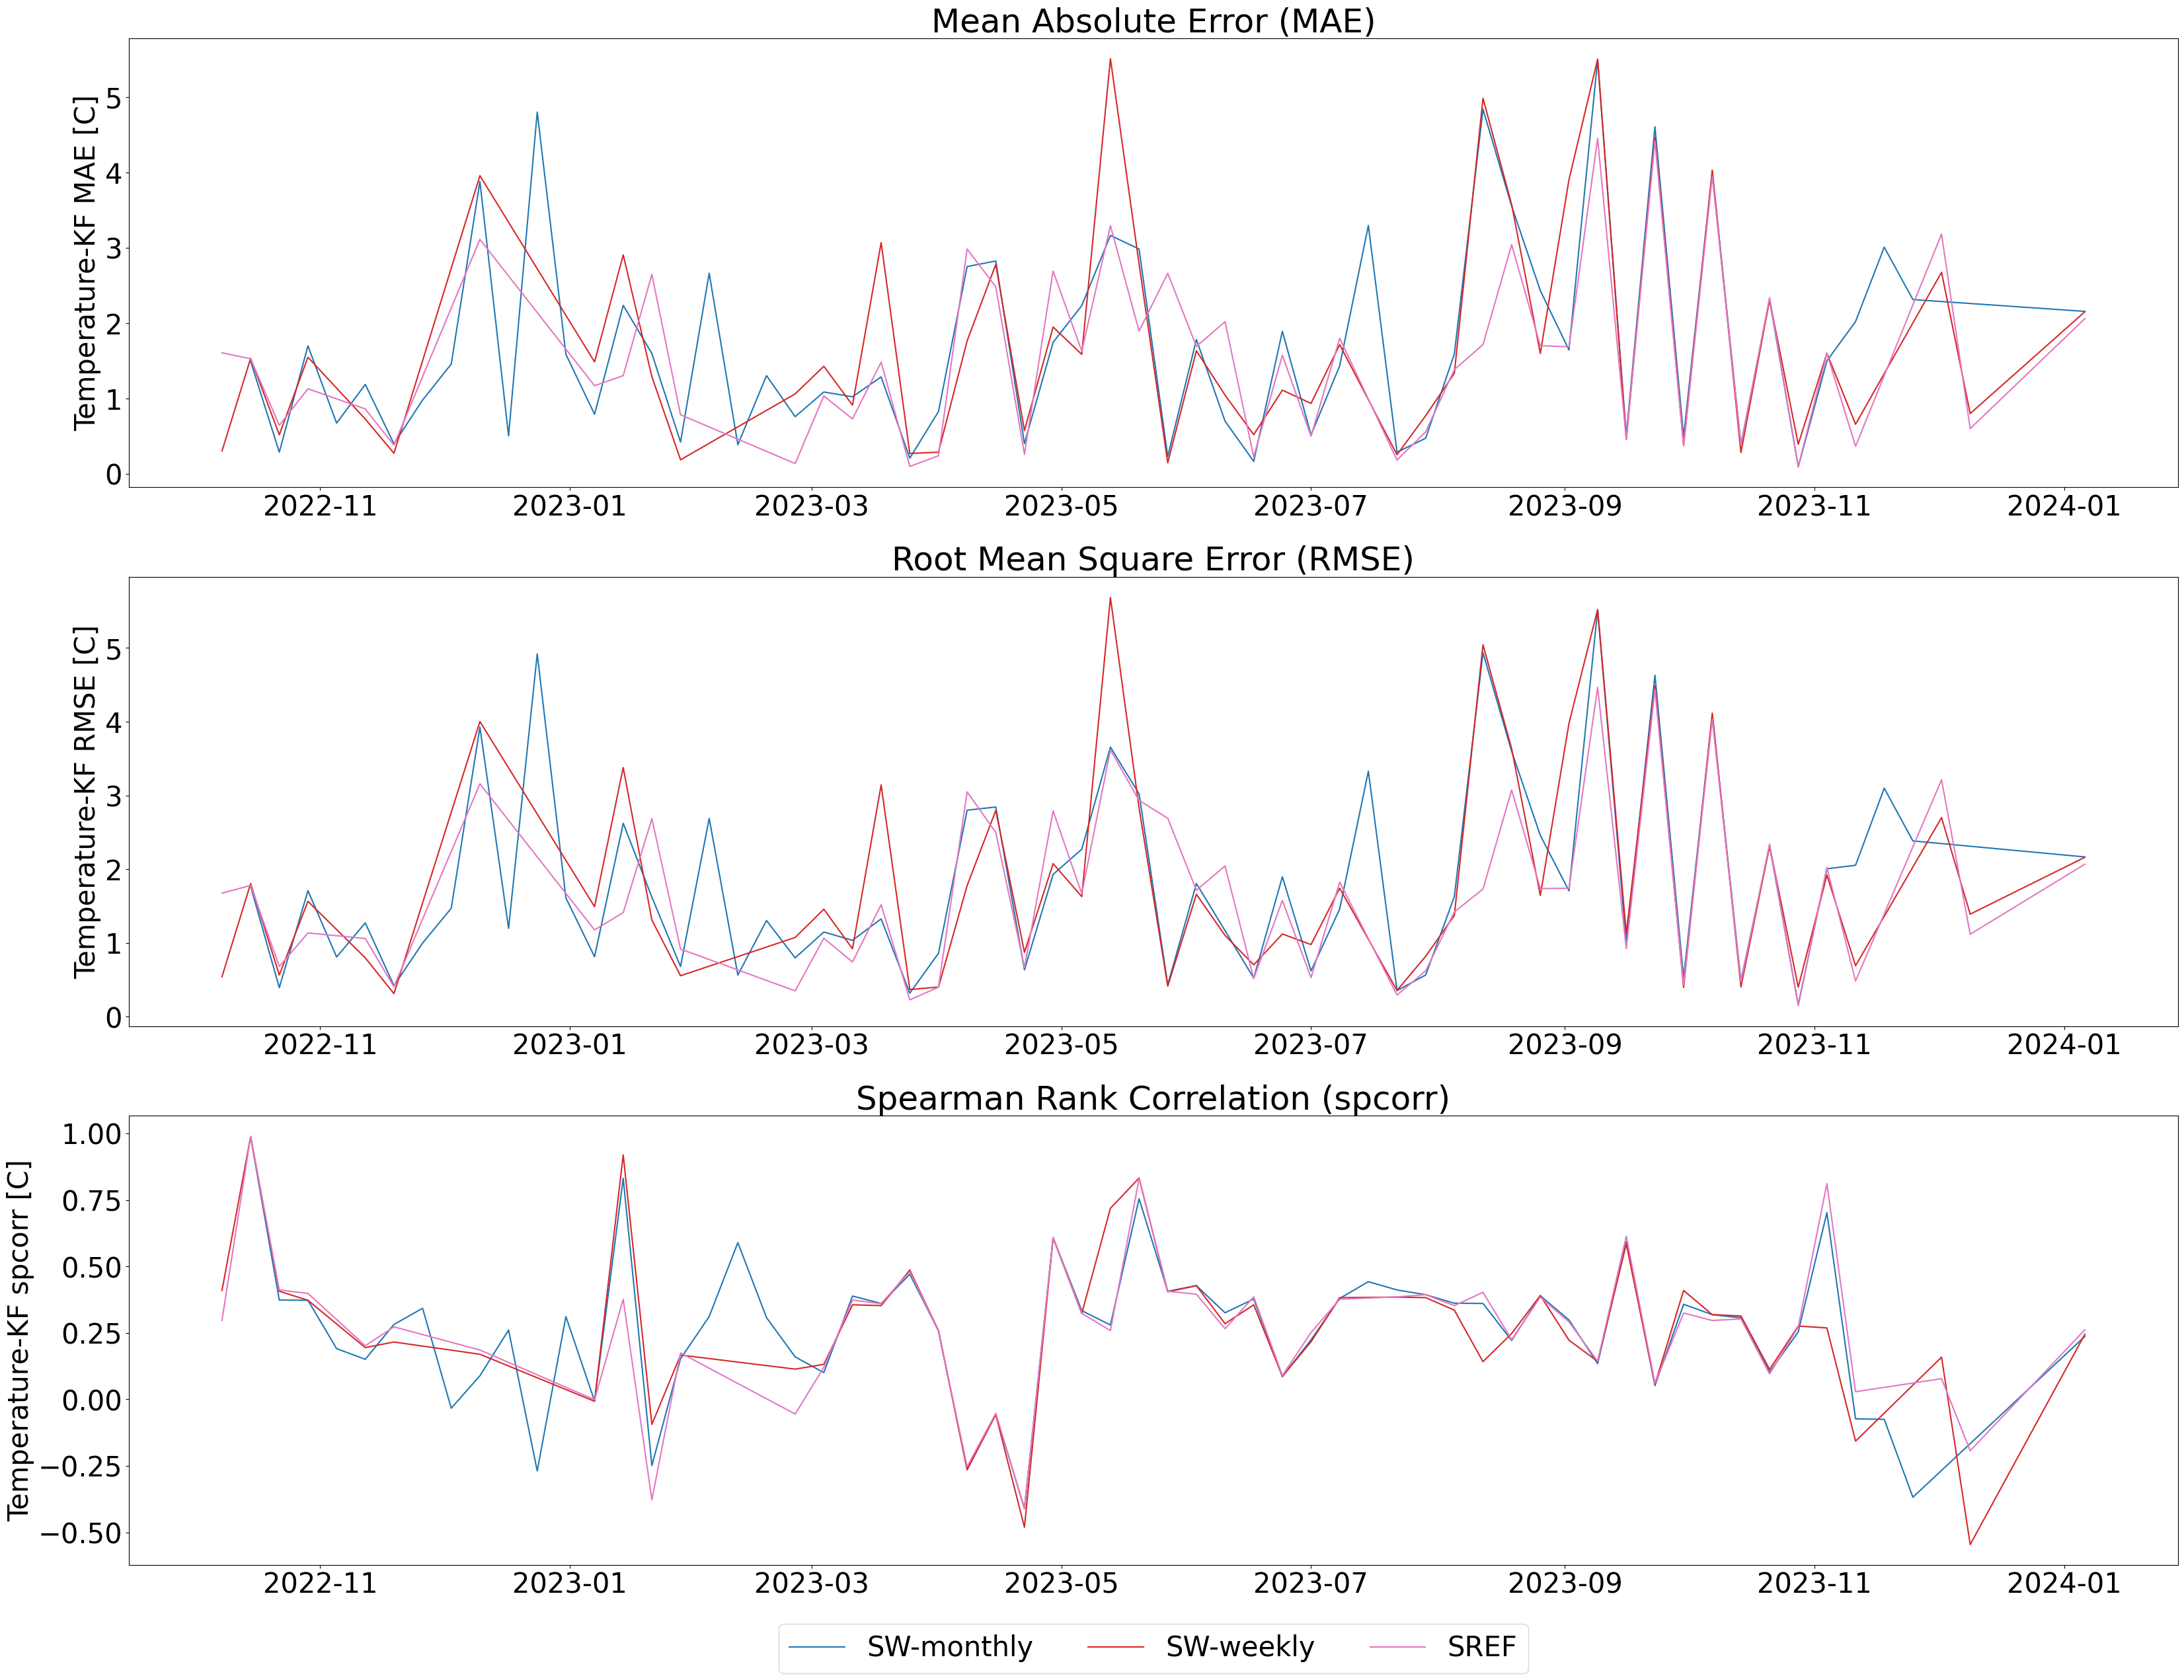 Mean Absolute Error (MAE)
Temperature-KF MAE [C]
5
4
3
2
1
0
2022-11 2023-01 2023-03 2023-05 2023-07 2023-09 2023-11 2024-01
Root Mean Square Error (RMSE)
Temperature-KF RMSE [C]
5
4
3
2
1
0
2022-11 2023-01 2023-03 2023-05 2023-07 2023-09 2023-11 2024-01
Spearman Rank Correlation (spcorr)
Temperature-KF spcorr [C]
1.00
0.75
0.50
0.25
0.00
−0.25
−0.50
2022-11 2023-01 2023-03 2023-05 2023-07 2023-09 2023-11 2024-01
SW-monthly SW-weekly SREF